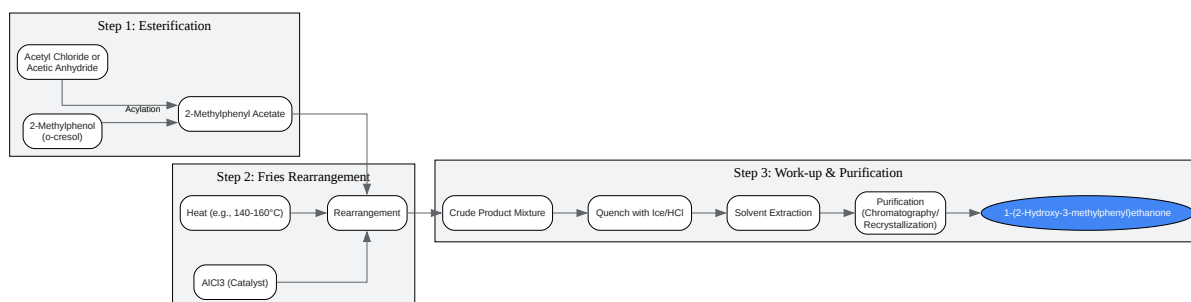 Step 1: Esterification
Acetyl Chloride or
Acetic Anhydride
Acylation
2-Methylphenol
(o-cresol)
2-Methylphenyl Acetate
Step 2: Fries Rearrangement
Heat (e.g., 140-160°C)
Rearrangement
AlCl3 (Catalyst)
Step 3: Work-up & Purification
Crude Product Mixture
Quench with Ice/HCl
Solvent Extraction
Purification
(Chromatography/
Recrystallization)
1-(2-Hydroxy-3-methylphenyl)ethanone